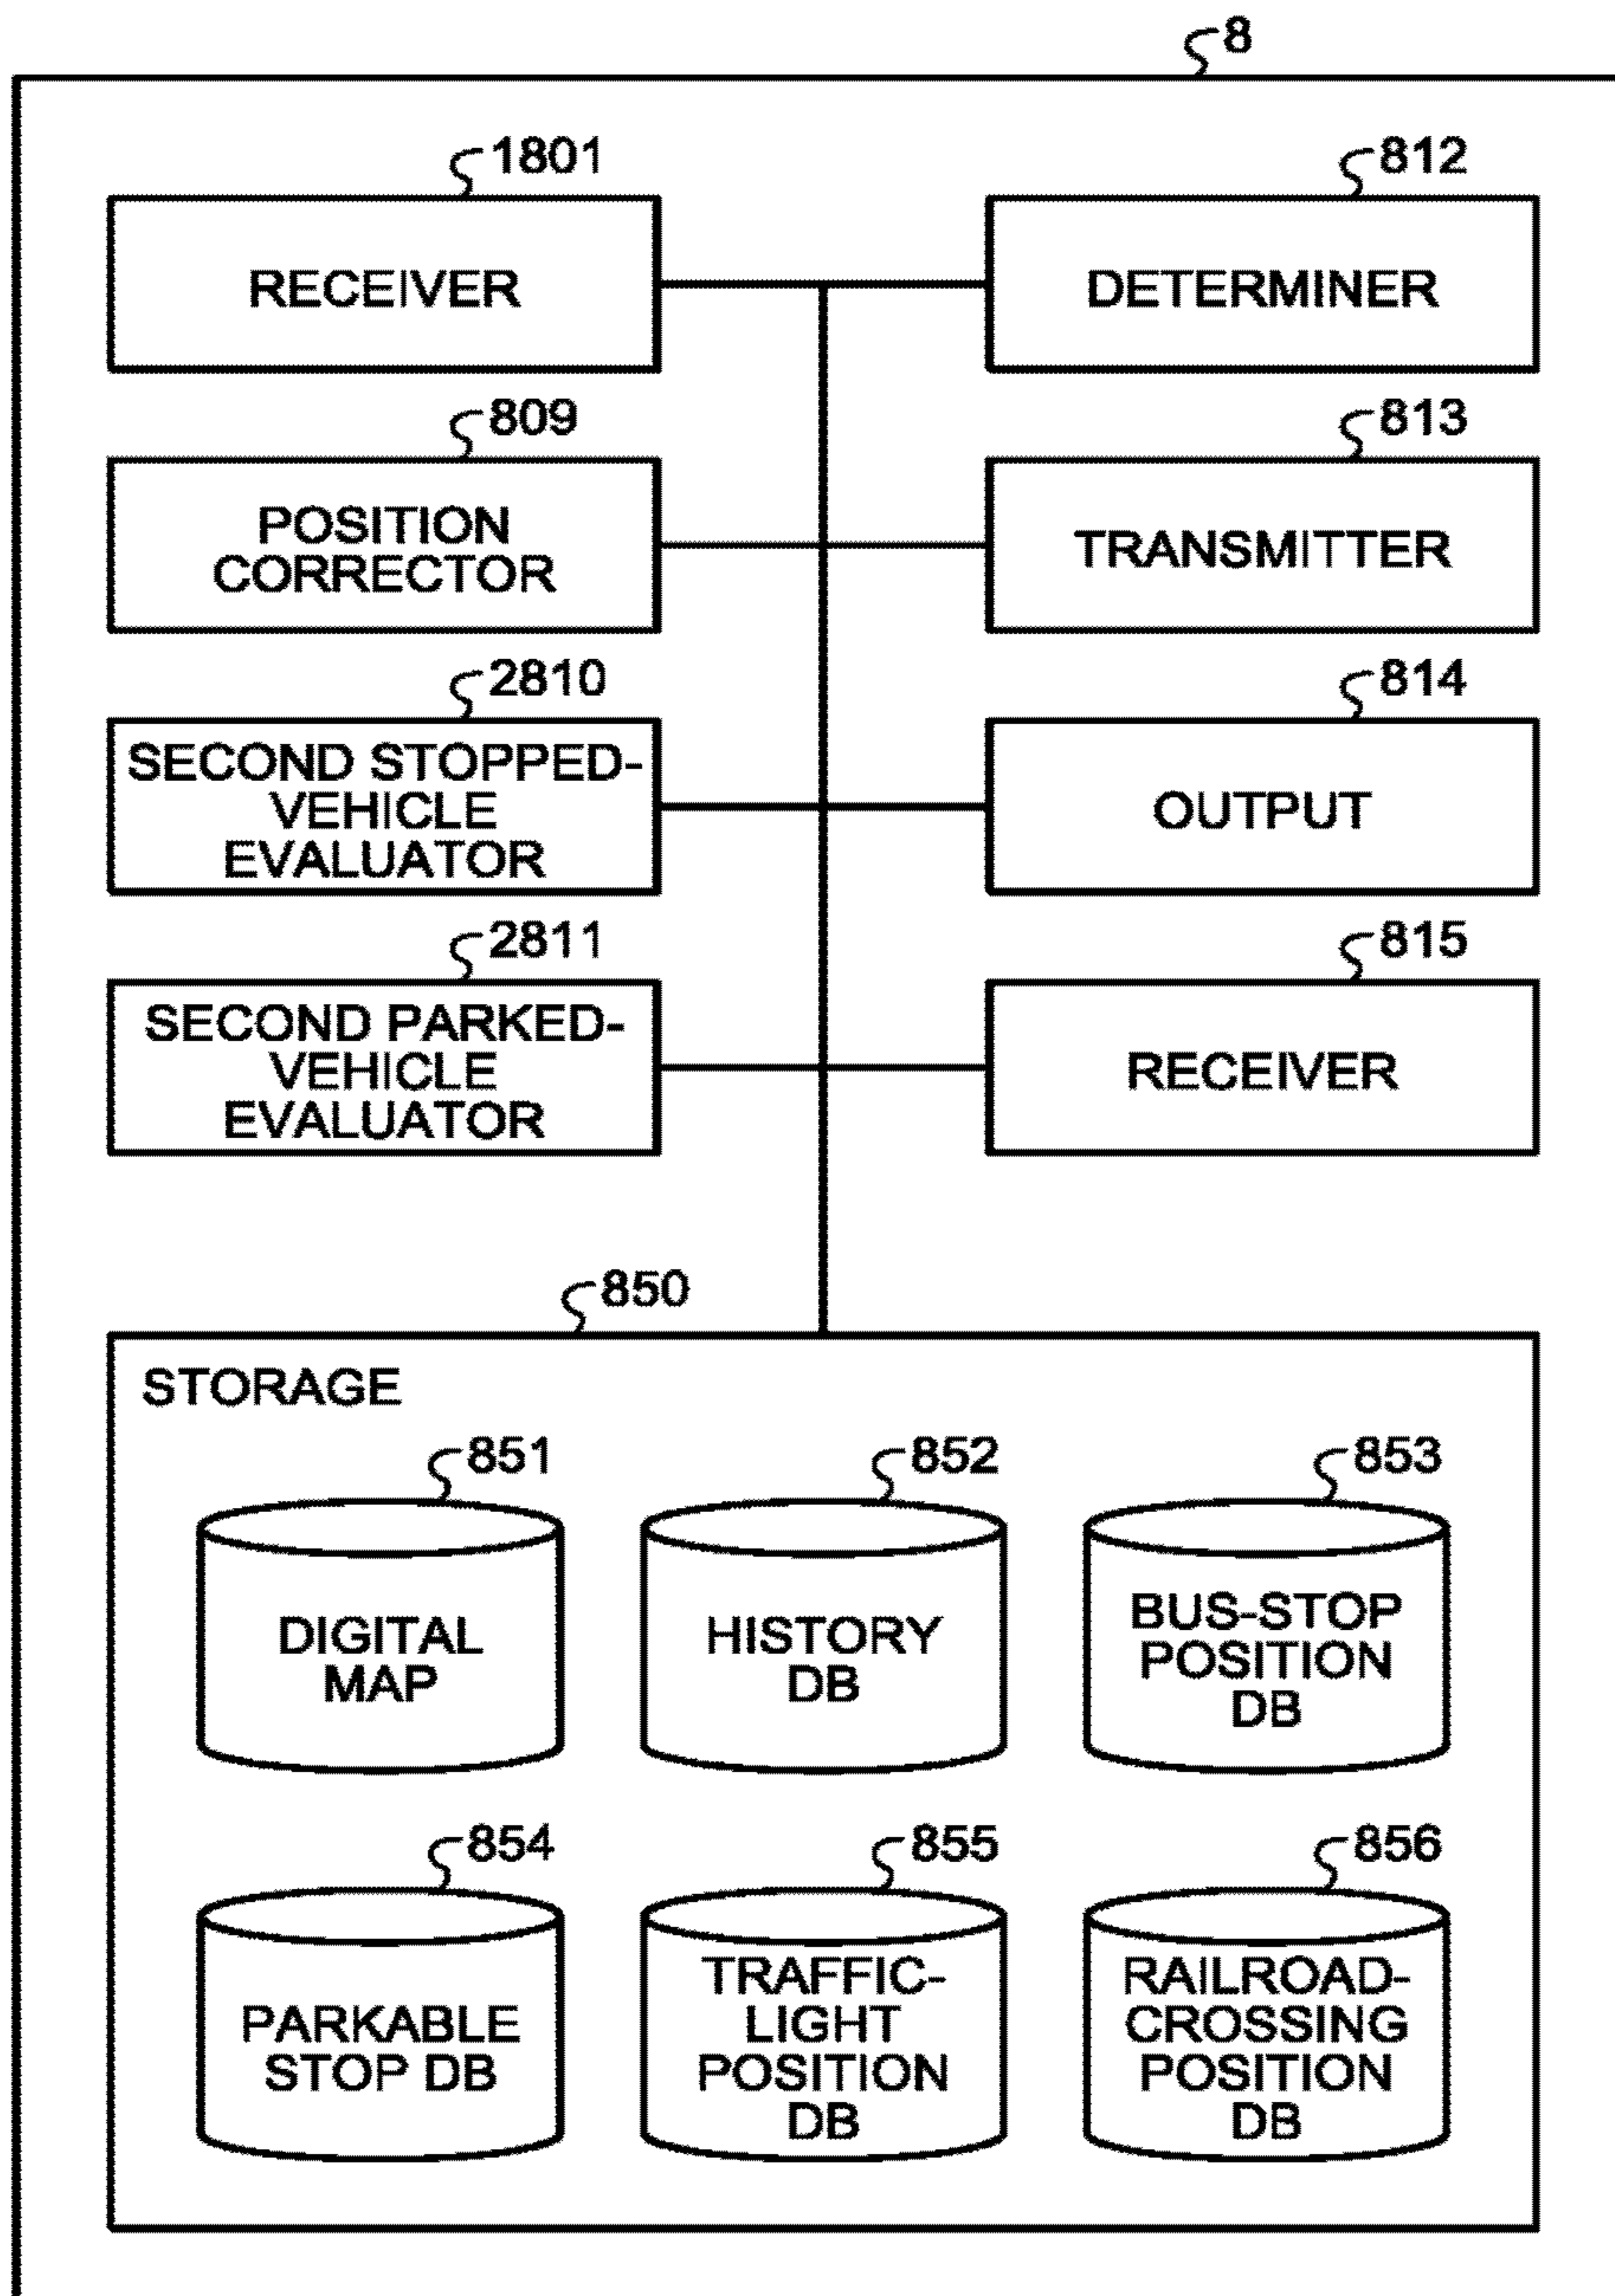 8
1801
RECEIVER
812
DETERMINER
809
POSITION
CORRECTOR
813
TRANSMITTER
2810
SECOND STOPPED-
VEHICLE
EVALUATOR
814
OUTPUT
2811
SECOND PARKED-
VEHICLE
EVALUATOR
815
RECEIVER
850
STORAGE
851
DIGITAL
MAP
852
HISTORY
DB
853
BUS-STOP
POSITION
DB
854
PARKABLE
STOP DB
855
TRAFFIC-
LIGHT
POSITION
DB
856
RAILROAD-
CROSSING
POSITION
DB